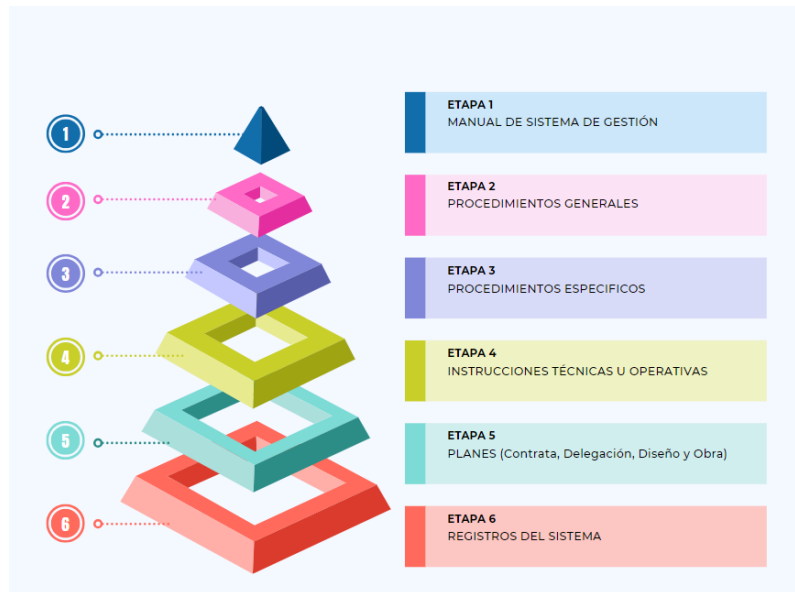 1
ETAPA 1
MANUAL DE SISTEMA DE GESTIÓN
2
ETAPA 2
PROCEDIMIENTOS GENERALES
3
ETAPA 3
PROCEDIMIENTOS ESPECIFICOS
4
ETAPA 4
INSTRUCCIONES TÉCNICAS U OPERATIVAS
5
ETAPA 5
PLANES (Contrata, Delegación, Diseño y Obra)
6
ETAPA 6
REGISTROS DEL SISTEMA